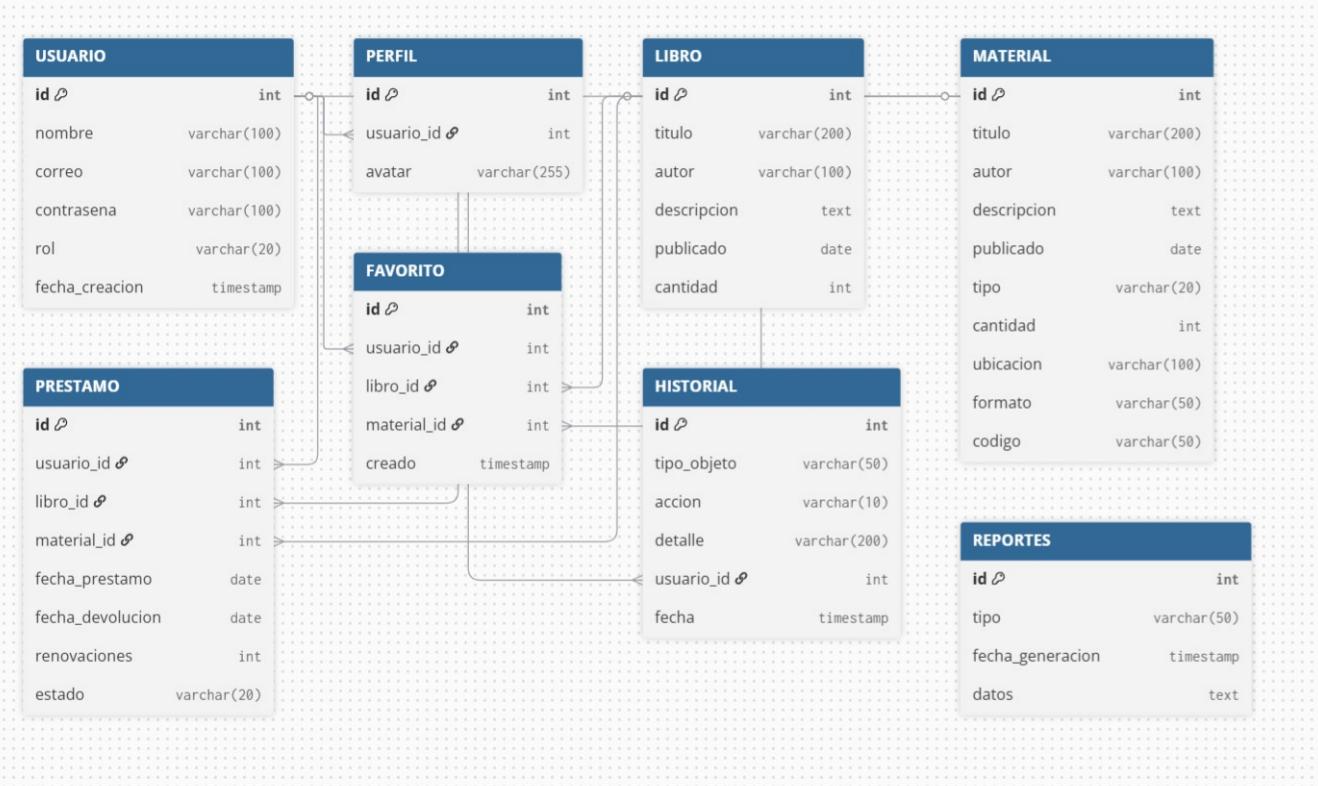 USUARIO
id int
nombre varchar(100)
correo varchar(100)
contrasena varchar(100)
rol varchar(20)
fecha_creacion timestamp
PERFIL
id int
usuario_id int
avatar varchar(255)
LIBRO
id int
titulo varchar(200)
autor varchar(100)
descripcion text
publicado date
cantidad int
MATERIAL
id int
titulo varchar(200)
autor varchar(100)
descripcion text
publicado date
tipo varchar(20)
cantidad int
ubicacion varchar(100)
formato varchar(50)
codigo varchar(50)
FAVORITO
id int
usuario_id int
libro_id int
material_id int
creado timestamp
PRESTAMO
id int
usuario_id int
libro_id int
material_id int
fecha_prestamo date
fecha_devolucion date
renovaciones int
estado varchar(20)
HISTORIAL
id int
tipo_objeto varchar(50)
accion varchar(10)
detalle varchar(200)
usuario_id int
fecha timestamp
REPORTES
id int
tipo varchar(50)
fecha_generacion timestamp
datos text